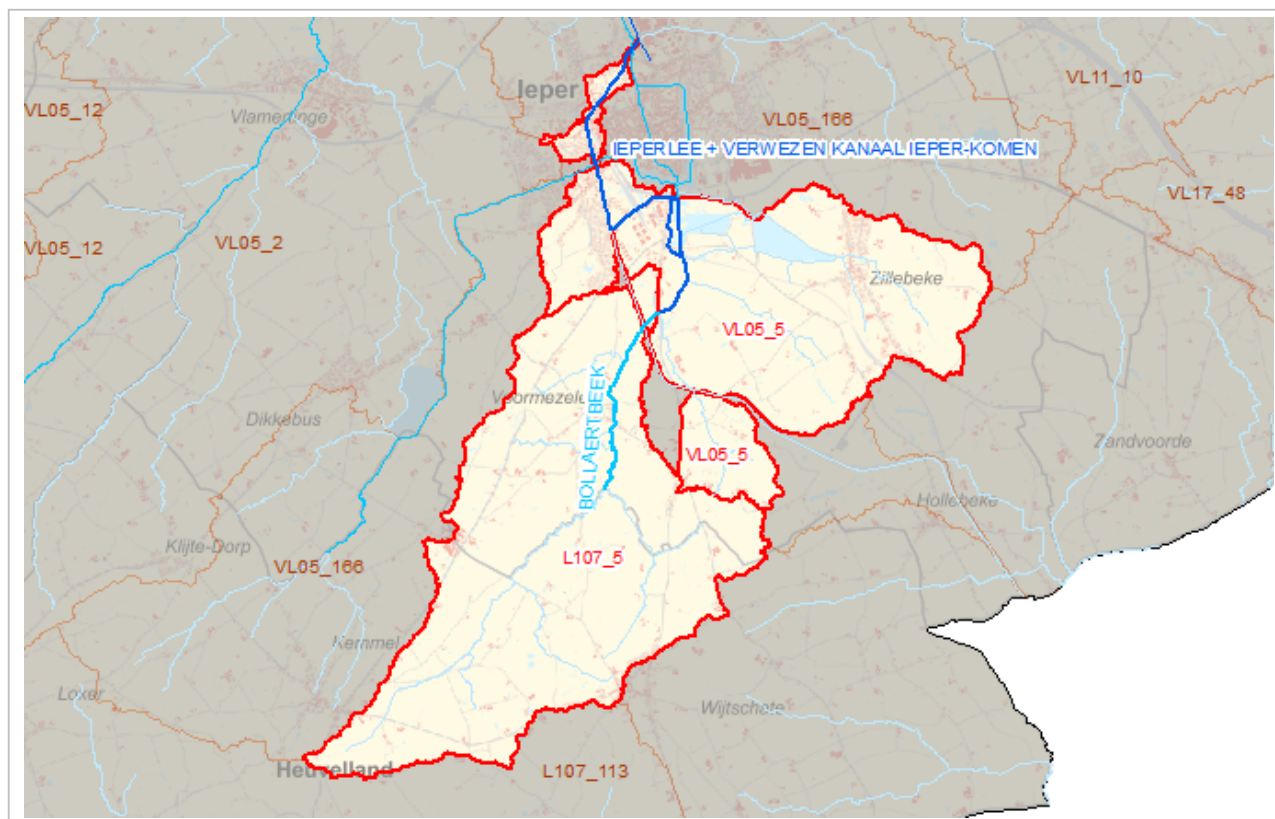 VL11_10
Ieper
VL05_12
Vlamertinge
VL05_166
IEPERLEE + VERWEZEN KANAAL IEPER-KOMEN
VL17_48
VL05_12
VL05_2
Zillebeke
VL05_5
Voormezele
BOLLAERTBEEK
Dikkebus
Zandvoorde
VL05_5
Hollebeke
Klijte-Dorp
L107_5
VL05_166
Kemmel
Loker
Wijtschate
Heuvelland
L107_113